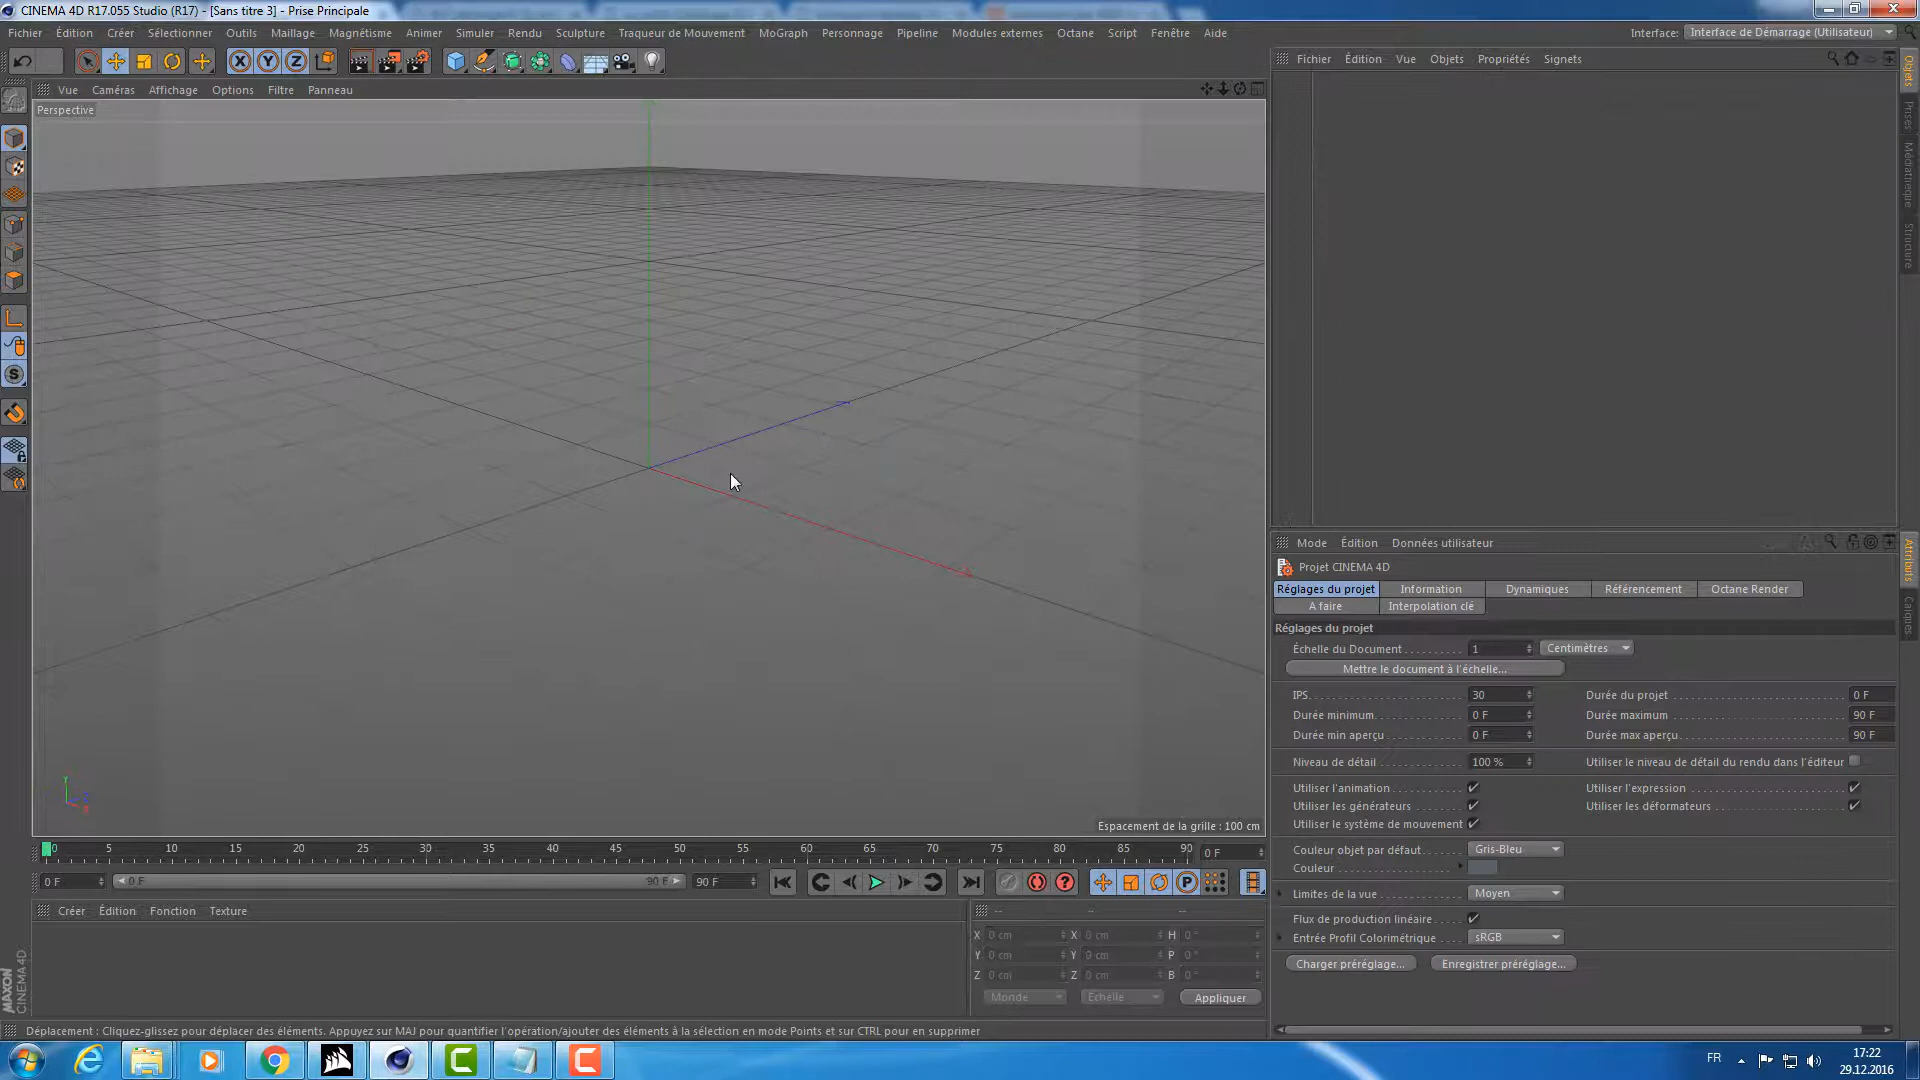 CINEMA 4D R17.055 Studio (R17) - [Sans titre 3] - Prise Principale
Fichier Édition Créer Sélectionner Outils Maillage Magnétisme Animer Simuler Rendu Sculpture Traqueur de Mouvement MoGraph Personnage Pipeline Modules externes Octane Script Fenêtre Aide Interface: Interface de Démarrage (Utilisateur)
X Y Z
Fichier Édition Vue Objets Propriétés Signets
Vue Caméras Affichage Options Filtre Panneau
Perspective
Objets
Prises
Médiathèque
Structure
Mode Édition Données utilisateur
Attributs
Calques
Projet CINEMA 4D
Réglages du projet Information Dynamiques Référencement Octane Render
A faire Interpolation clé
Réglages du projet
Échelle du Document 1 Centimètres
Mettre le document à l'échelle...
IPS 30 Durée du projet 0 F
Durée minimum 0 F Durée maximum 90 F
Durée min aperçu 0 F Durée max aperçu 90 F
Niveau de détail 100 % Utiliser le niveau de détail du rendu dans l'éditeur
Utiliser l'animation Utiliser l'expression
Utiliser les générateurs Utiliser les déformateurs
Utiliser le système de mouvement
Couleur objet par défaut Gris-Bleu
Couleur
Limites de la vue Moyen
Flux de production linéaire
Entrée Profil Colorimétrique sRGB
Charger préréglage... Enregistrer préréglage...
Y
Z
X
Espacement de la grille : 100 cm
0 5 10 15 20 25 30 35 40 45 50 55 60 65 70 75 80 85 90 0 F
0 F 0 F 90 F 90 F
P
Créer Édition Fonction Texture
-- -- --
X 0 cm X 0 cm H 0 °
Y 0 cm Y 0 cm P 0 °
Z 0 cm Z 0 cm B 0 °
Monde Echelle Appliquer
MAXON
CINEMA 4D
Déplacement : Cliquez-glissez pour déplacer des éléments. Appuyez sur MAJ pour quantifier l'opération/ajouter des éléments à la sélection en mode Points et sur CTRL pour en supprimer
FR
17:22
29.12.2016